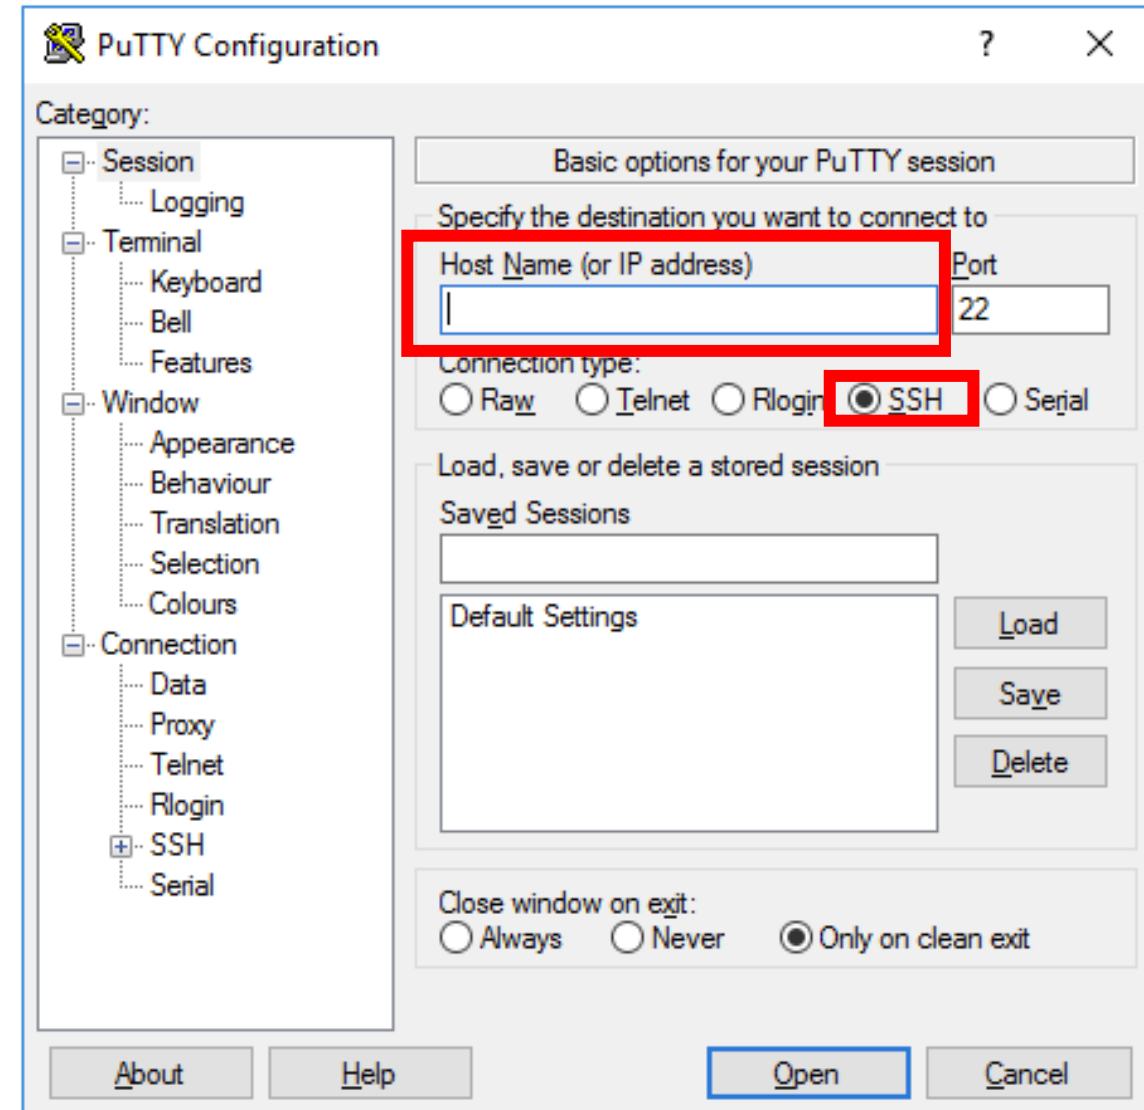 PuTTY Configuration ? X
Category:
Session
Logging
Terminal
Keyboard
Bell
Features
Window
Appearance
Behaviour
Translation
Selection
Colours
Connection
Data
Proxy
Telnet
Rlogin
SSH
Serial
Basic options for your PuTTY session
Specify the destination you want to connect to
Host Name (or IP address) Port
22
Connection type:
Raw Telnet Rlogin SSH Serial
Load, save or delete a stored session
Saved Sessions
Default Settings
Load
Save
Delete
Close window on exit:
Always Never Only on clean exit
About Help Open Cancel